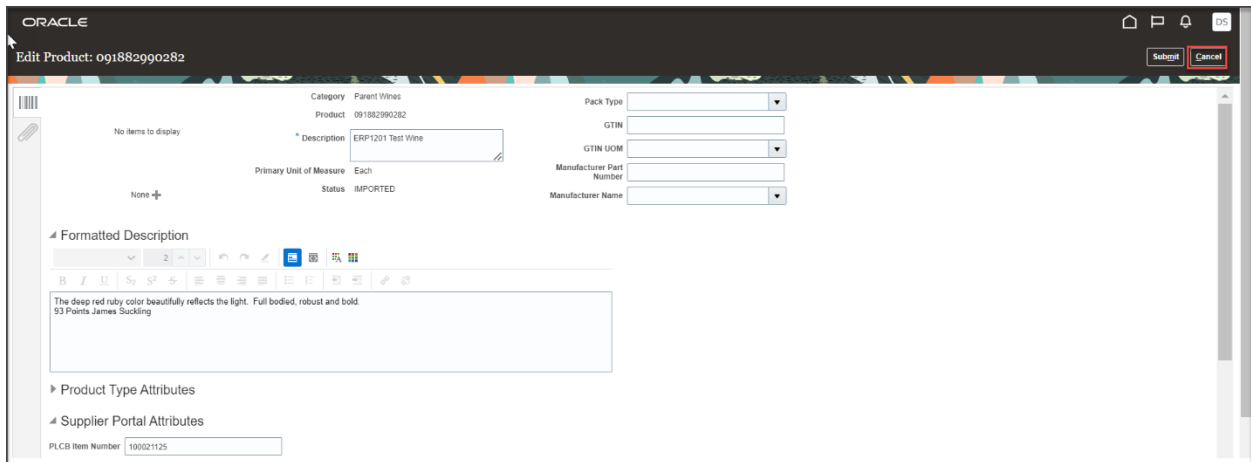 ORACLE
DS
Edit Product: 091882990282
Submit
Cancel
Category Parent Wines
Product 091882990282
No items to display
* Description ERP1201 Test Wine
Primary Unit of Measure Each
Status IMPORTED
None
Pack Type
GTIN
GTIN UOM
Manufacturer Part
Number
Manufacturer Name
Formatted Description
2
B I U S2 S² S
The deep red ruby color beautifully reflects the light. Full bodied, robust and bold.
93 Points James Suckling
Product Type Attributes
Supplier Portal Attributes
PLCB Item Number 100021125